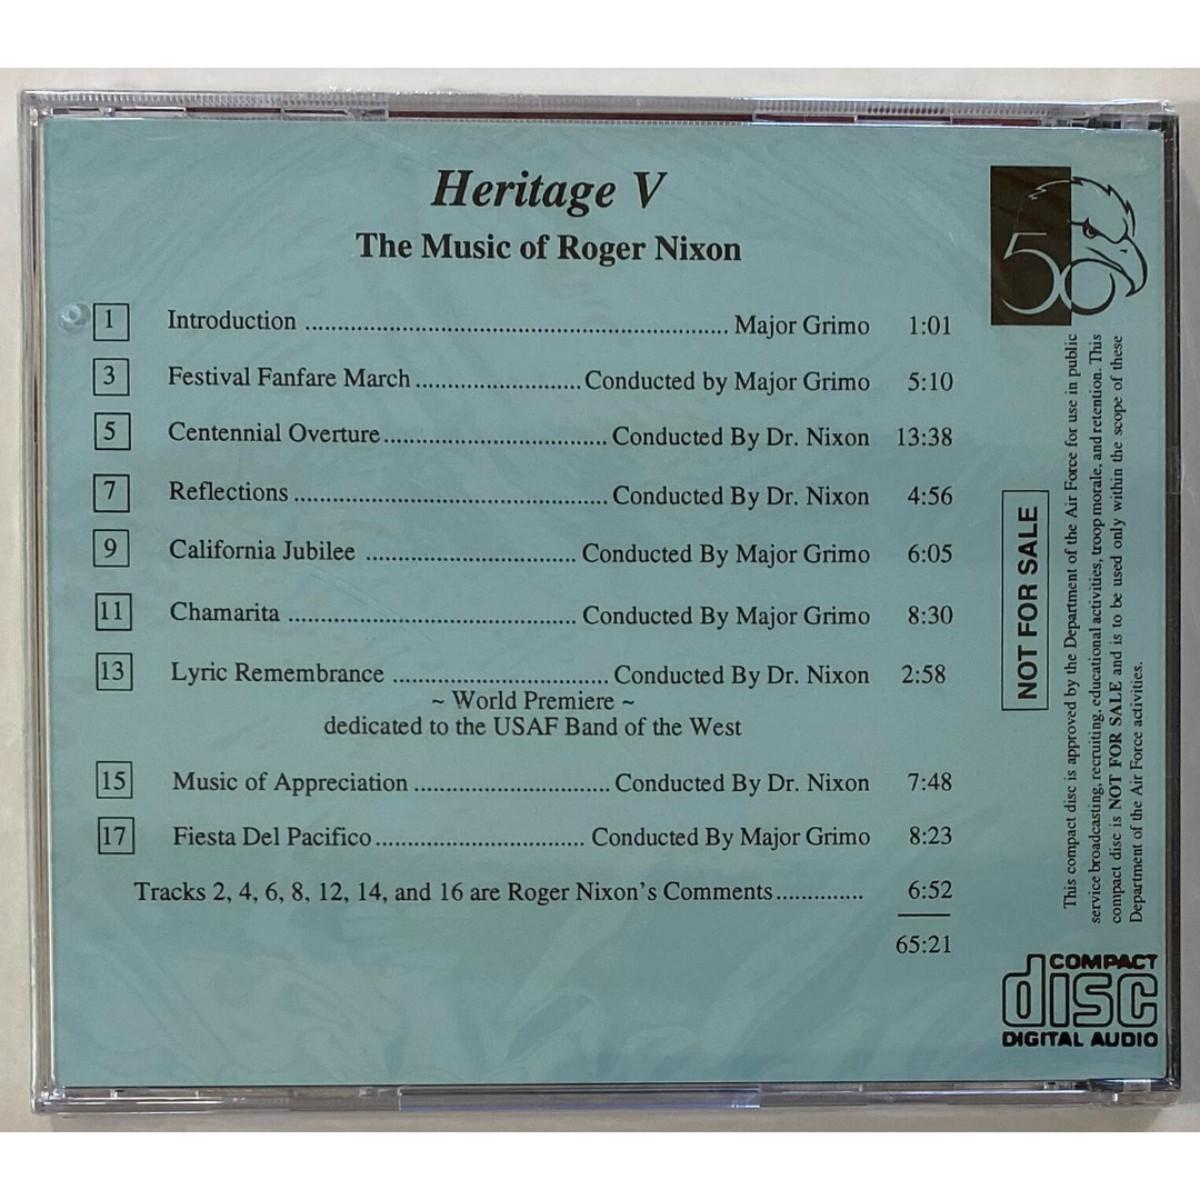 Heritage V
The Music of Roger Nixon
1 Introduction ................................................................. Major Grimo 1:01
3 Festival Fanfare March ......................... Conducted by Major Grimo 5:10
5 Centennial Overture .................................. Conducted By Dr. Nixon 13:38
7 Reflections ................................................ Conducted By Dr. Nixon 4:56
9 California Jubilee ................................ Conducted By Major Grimo 6:05
11 Chamarita ............................................ Conducted By Major Grimo 8:30
13 Lyric Remembrance ................................. Conducted By Dr. Nixon 2:58
~ World Premiere ~
dedicated to the USAF Band of the West
15 Music of Appreciation .............................. Conducted By Dr. Nixon 7:48
17 Fiesta Del Pacifico ................................ Conducted By Major Grimo 8:23
Tracks 2, 4, 6, 8, 12, 14, and 16 are Roger Nixon's Comments .............. 6:52
65:21
50
NOT FOR SALE
This compact disc is approved by the Department of the Air Force for use in public
service broadcasting, recruiting, educational activities, troop morale, and retention. This
compact disc is NOT FOR SALE and is to be used only within the scope of these
Department of the Air Force activities.
COMPACT
disc
DIGITAL AUDIO